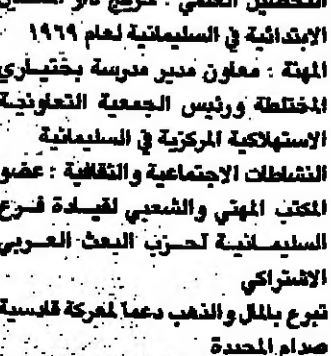 التحصيل العلمي : خريج دار المعلمين
الابتدائية في السليمانية لعام ١٩٦٩
المهنة : معاون مدير مدرسة بختياري
المختلطة ورئيس الجمعية التعاونية
الاستهلاكية المركزية في السليمانية
النشاطات الاجتماعية والثقافية : عضو
المكتب المهني والشعبي لقيادة فرع
السليمانية لحزب البعث العربي
الاشتراكي
تبرع بالمال والذهب دعما لمعركة قادسية
صدام المجيدة